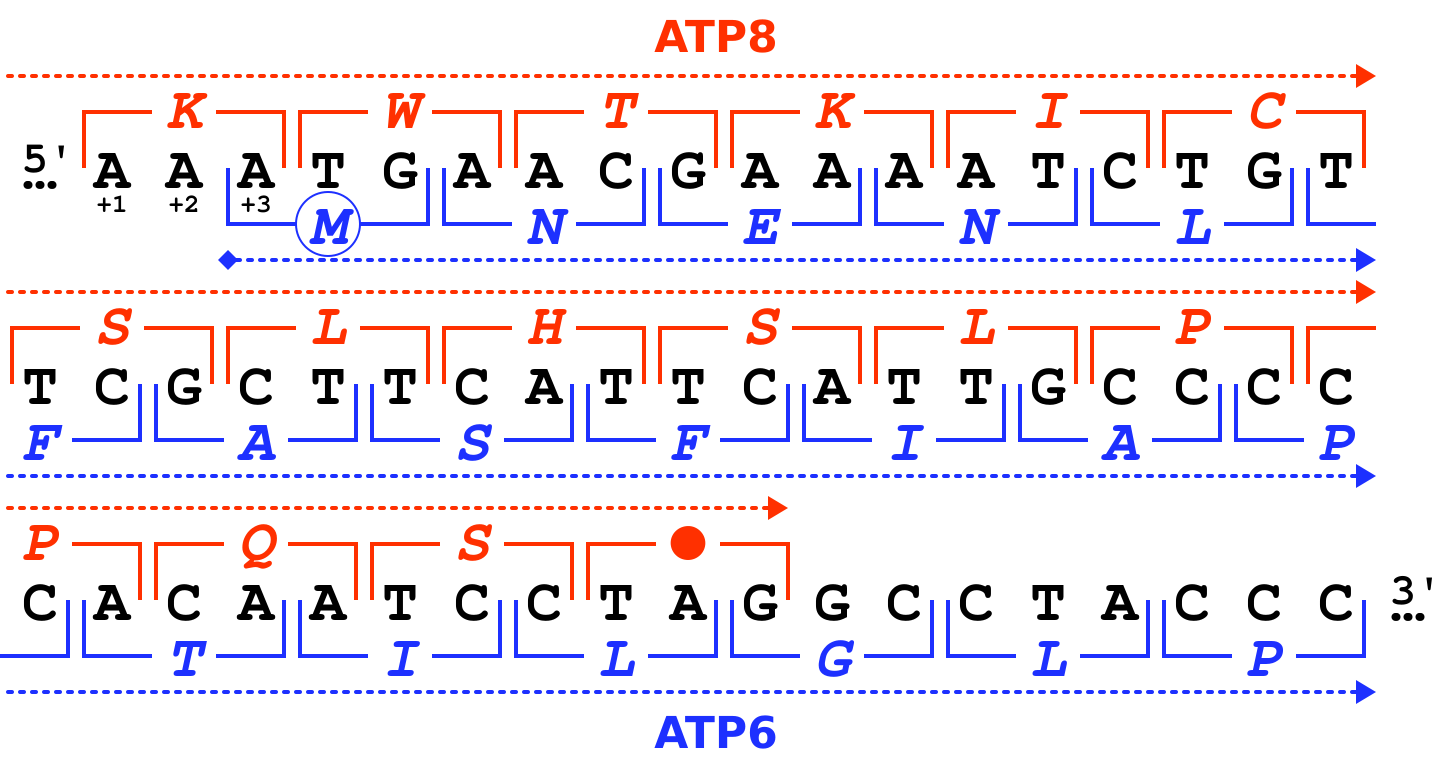 ATP8
K W T K I C
5' A A A T G A A C G A A A A T C T G T
+1 +2 +3
M N E N L
S L H S L P
T C G C T T C A T T C A T T G C C C C
F A S F I A P
P Q S
C A C A A T C C T A G G C C T A C C C 3'
T I L G L P
ATP6